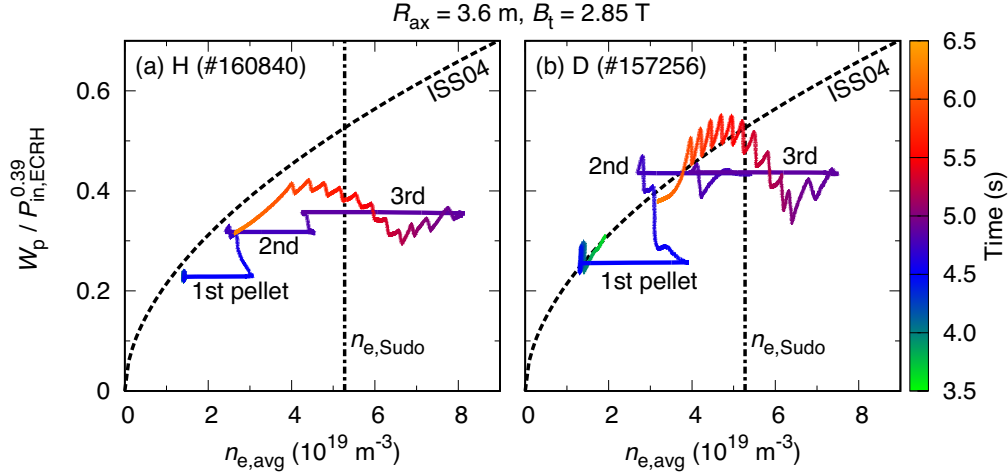 R_ax = 3.6 m, B_t = 2.85 T
(a) H (#160840)
ISS04
3rd
2nd
1st pellet
n_e,Sudo
(b) D (#157256)
ISS04
2nd
3rd
1st pellet
n_e,Sudo
W_p / P_in,ECRH^0.39
0.6
0.4
0.2
0
0 2 4 6 8
0 2 4 6 8
n_e,avg (10^19 m^-3)
n_e,avg (10^19 m^-3)
6.5
6.0
5.5
5.0
4.5
4.0
3.5
Time (s)